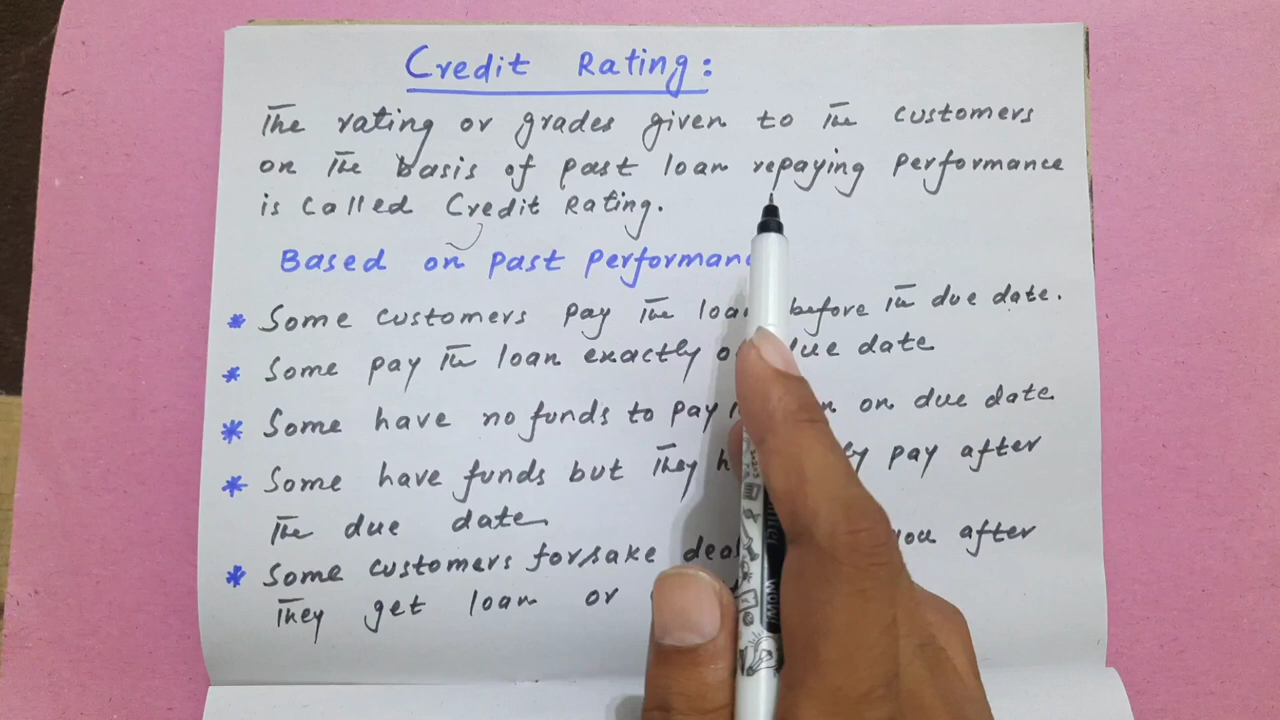 Credit Rating:
The rating or grades given to the customers
on the basis of past loan repaying performance
is called Credit Rating.
Based on past performan
* Some customers pay the loan before the due date.
* Some pay the loan exactly due date
* Some have no funds to pay on due date
* Some have funds but they pay after
the due date
* Some customers forsake you after
they get loan or
WOW!